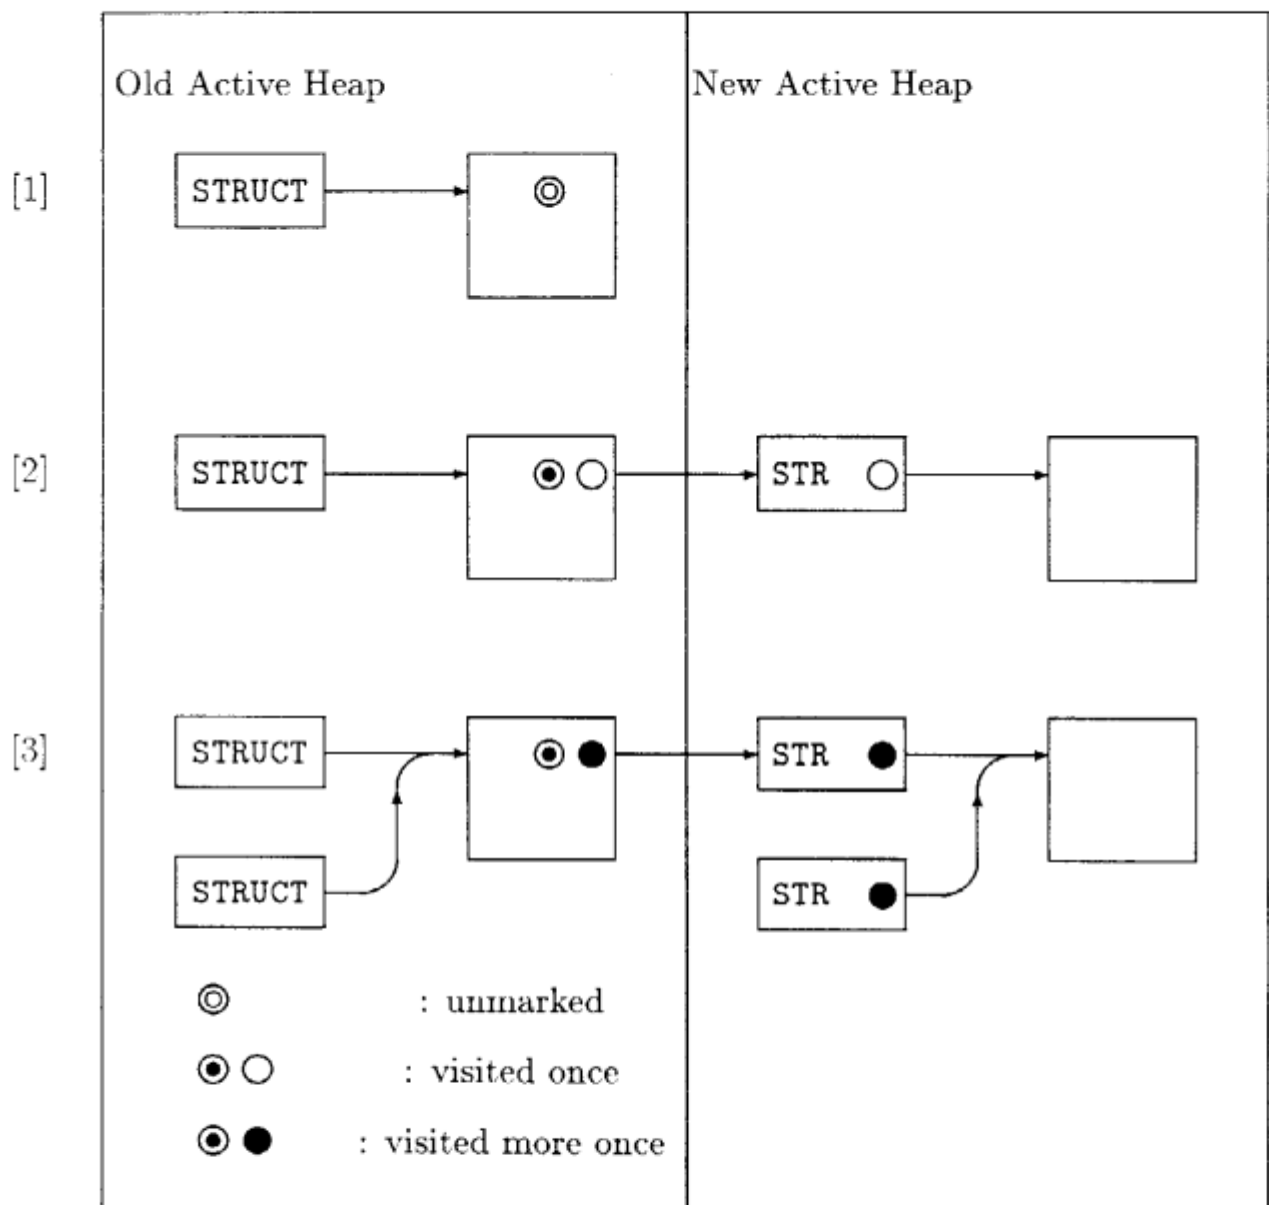 Old Active Heap
New Active Heap
[1]
STRUCT
[2]
STRUCT
STR
[3]
STRUCT
STR
STRUCT
STR
: unmarked
: visited once
: visited more once